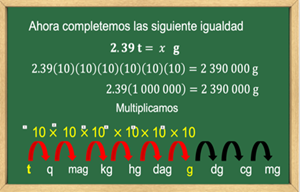 Ahora completemos las siguiente igualdad
2.39 t = x g
2.39(10)(10)(10)(10)(10)(10) = 2 390 000 g
2.39(1 000 000) = 2 390 000 g
Multiplicamos
10 × 10 × 10 × 10 × 10 × 10
t q mag kg hg dag g dg cg mg